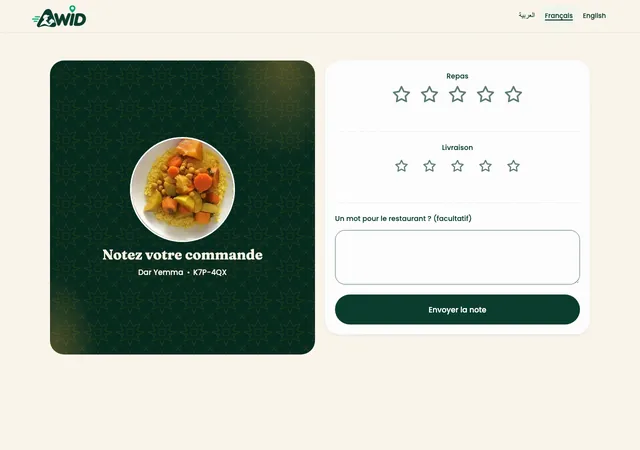 AWID
العربية
Français
English
Notez votre commande
Dar Yemma • K7P-4QX
Repas
Livraison
Un mot pour le restaurant ? (facultatif)
Envoyer la note